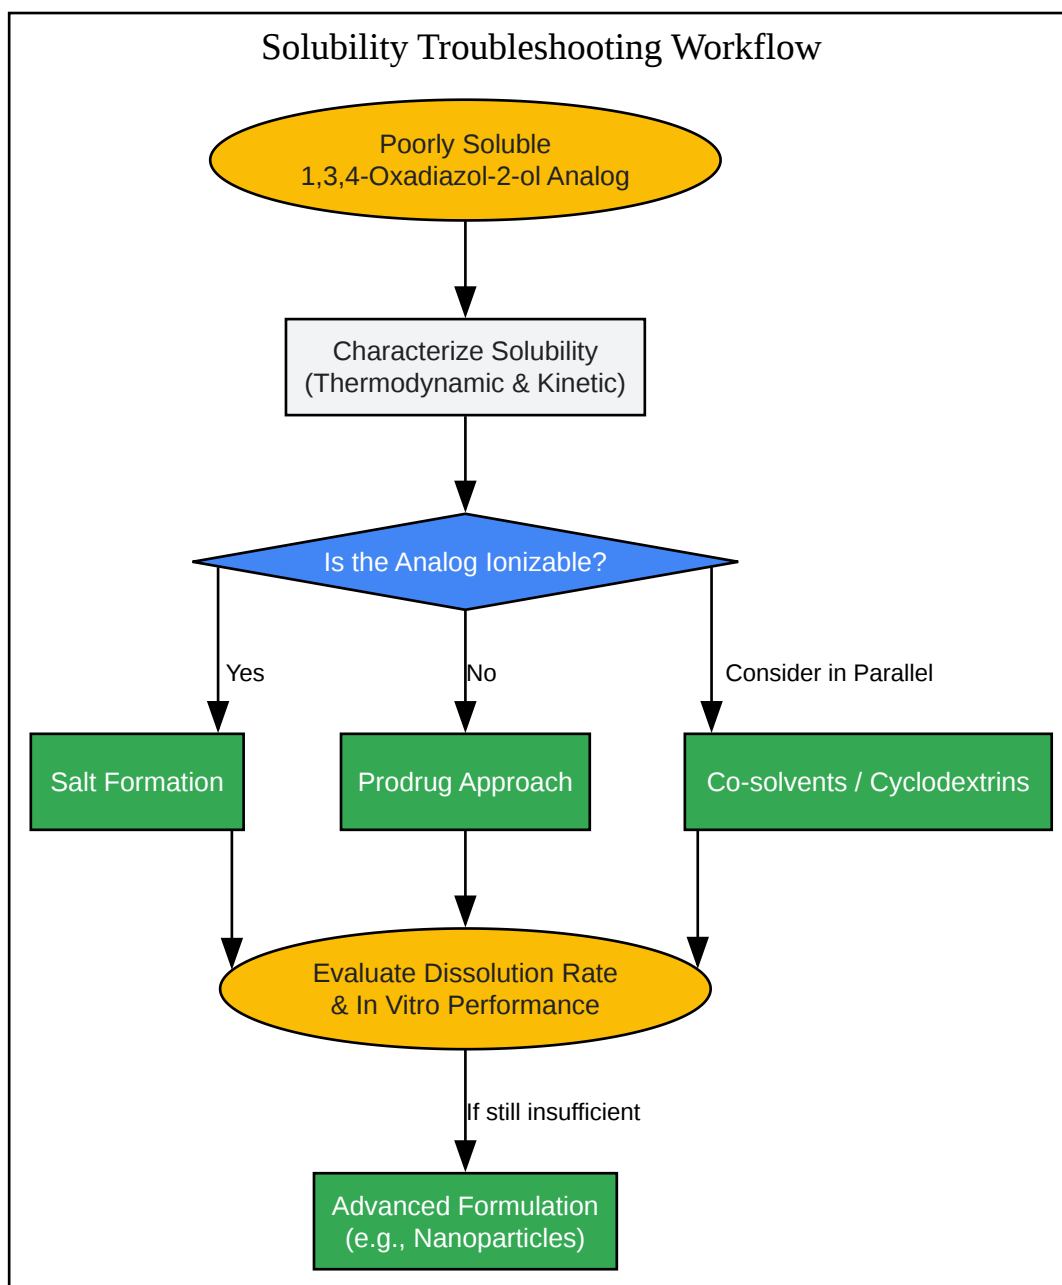 Solubility Troubleshooting Workflow
Poorly Soluble
1,3,4-Oxadiazol-2-ol Analog
Characterize Solubility
(Thermodynamic & Kinetic)
Is the Analog Ionizable?
Yes
No
Consider in Parallel
Salt Formation
Prodrug Approach
Co-solvents / Cyclodextrins
Evaluate Dissolution Rate
& In Vitro Performance
If still insufficient
Advanced Formulation
(e.g., Nanoparticles)